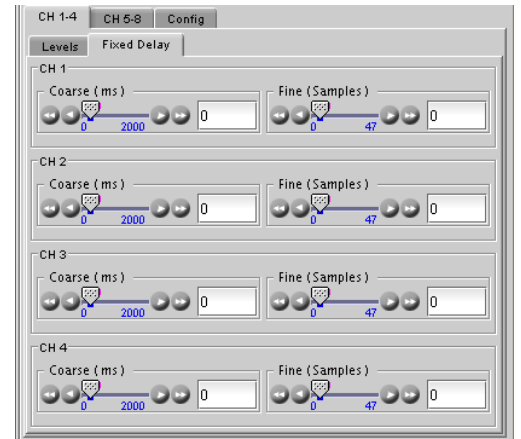 CH 1-4 CH 5-8 Config
Levels Fixed Delay
CH 1
Coarse (ms) Fine (Samples)
0 2000 0 0 47 0
CH 2
Coarse (ms) Fine (Samples)
0 2000 0 0 47 0
CH 3
Coarse (ms) Fine (Samples)
0 2000 0 0 47 0
CH 4
Coarse (ms) Fine (Samples)
0 2000 0 0 47 0